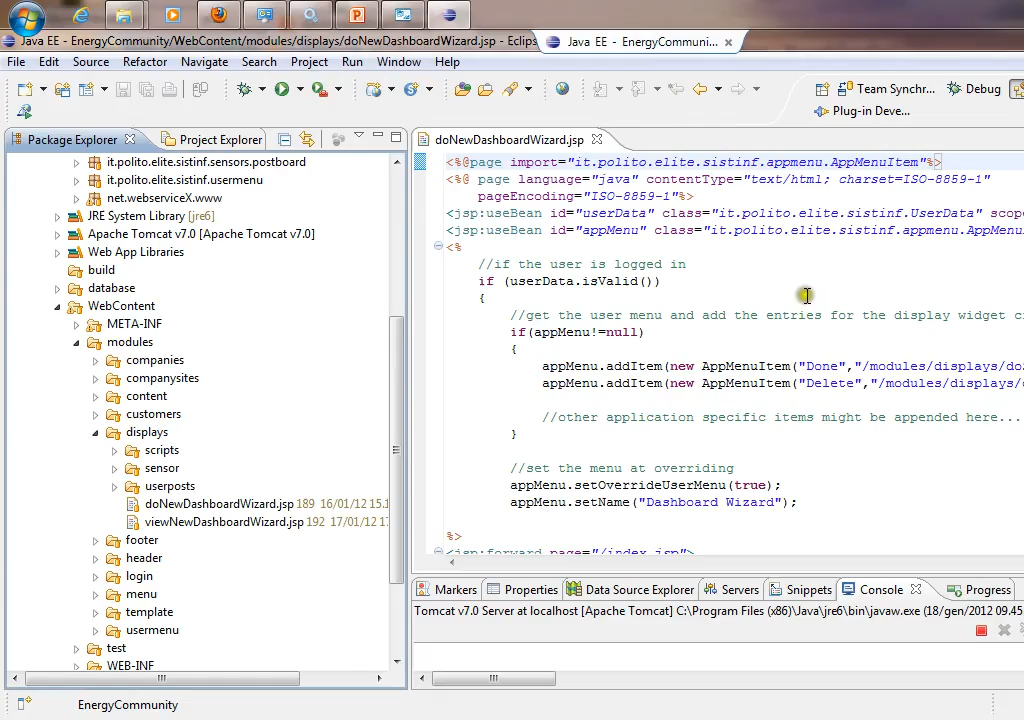 Java EE - EnergyCommunity/WebContent/modules/displays/doNewDashboardWizard.jsp - Eclips
Java EE - EnergyCommuni...
File Edit Source Refactor Navigate Search Project Run Window Help
Team Synchr... Debug
Plug-in Deve...
Package Explorer
Project Explorer
it.polito.elite.sistinf.sensors.postboard
it.polito.elite.sistinf.usermenu
net.webserviceX.www
JRE System Library [jre6]
Apache Tomcat v7.0 [Apache Tomcat v7.0]
Web App Libraries
build
database
WebContent
META-INF
modules
companies
companysites
content
customers
displays
scripts
sensor
userposts
doNewDashboardWizard.jsp 189 16/01/12 15.1
viewNewDashboardWizard.jsp 192 17/01/12 17
footer
header
login
menu
template
usermenu
test
WEB-INF
doNewDashboardWizard.jsp
<%@page import="it.polito.elite.sistinf.appmenu.AppMenuItem"%>
<%@ page language="java" contentType="text/html; charset=ISO-8859-1"
pageEncoding="ISO-8859-1"%>
<jsp:useBean id="userData" class="it.polito.elite.sistinf.UserData" scop
<jsp:useBean id="appMenu" class="it.polito.elite.sistinf.appmenu.AppMenu
<%
//if the user is logged in
if (userData.isValid())
{
//get the user menu and add the entries for the display widget c
if(appMenu!=null)
{
appMenu.addItem(new AppMenuItem("Done","/modules/displays/do
appMenu.addItem(new AppMenuItem("Delete","/modules/displays/
//other application specific items might be appended here...
}
//set the menu at overriding
appMenu.setOverrideUserMenu(true);
appMenu.setName("Dashboard Wizard");
%>
<jsp:forward page="/index.jsp">
Markers Properties Data Source Explorer Servers Snippets Console Progress
Tomcat v7.0 Server at localhost [Apache Tomcat] C:\Program Files (x86)\Java\jre6\bin\javaw.exe (18/gen/2012 09.45
EnergyCommunity